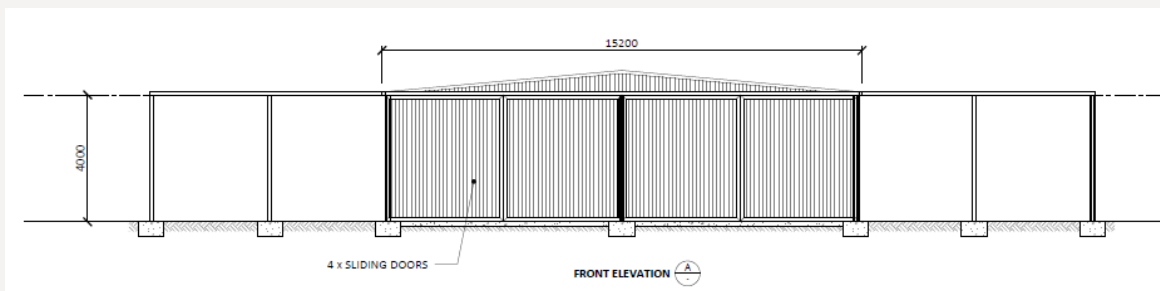 15200
4000
4 x SLIDING DOORS
FRONT ELEVATION
A
-